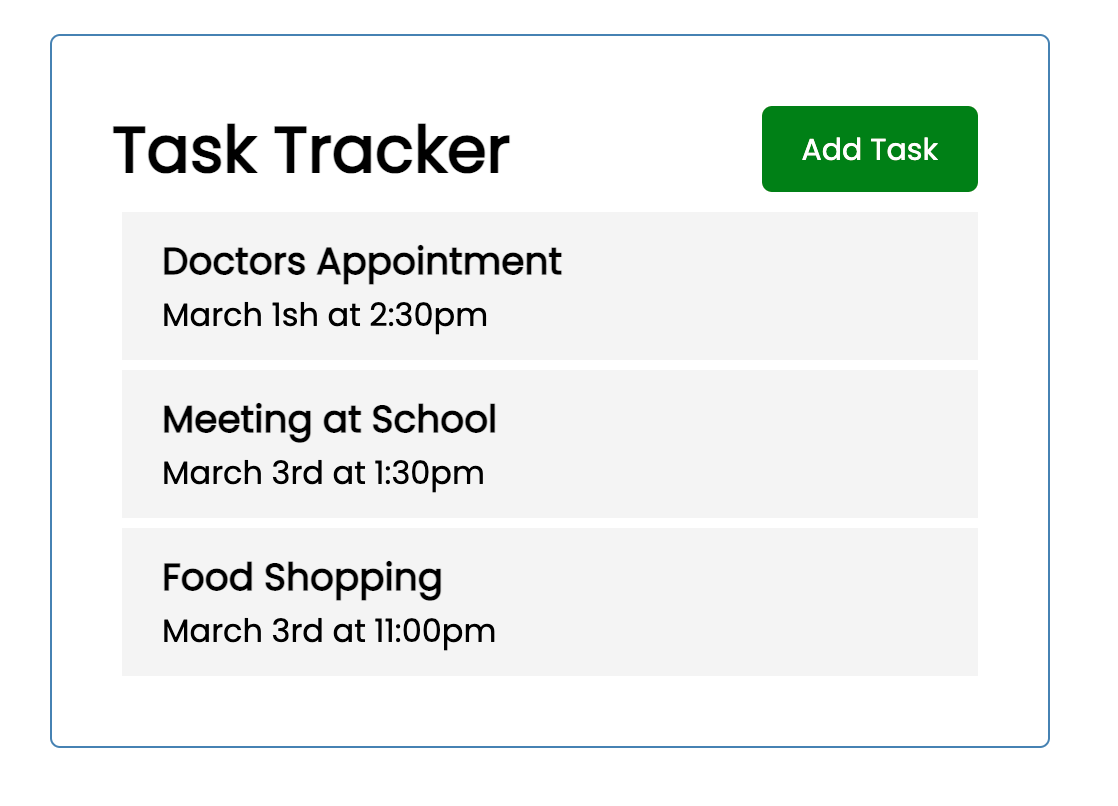 Task Tracker
Add Task
Doctors Appointment
March 1sh at 2:30pm
Meeting at School
March 3rd at 1:30pm
Food Shopping
March 3rd at 11:00pm